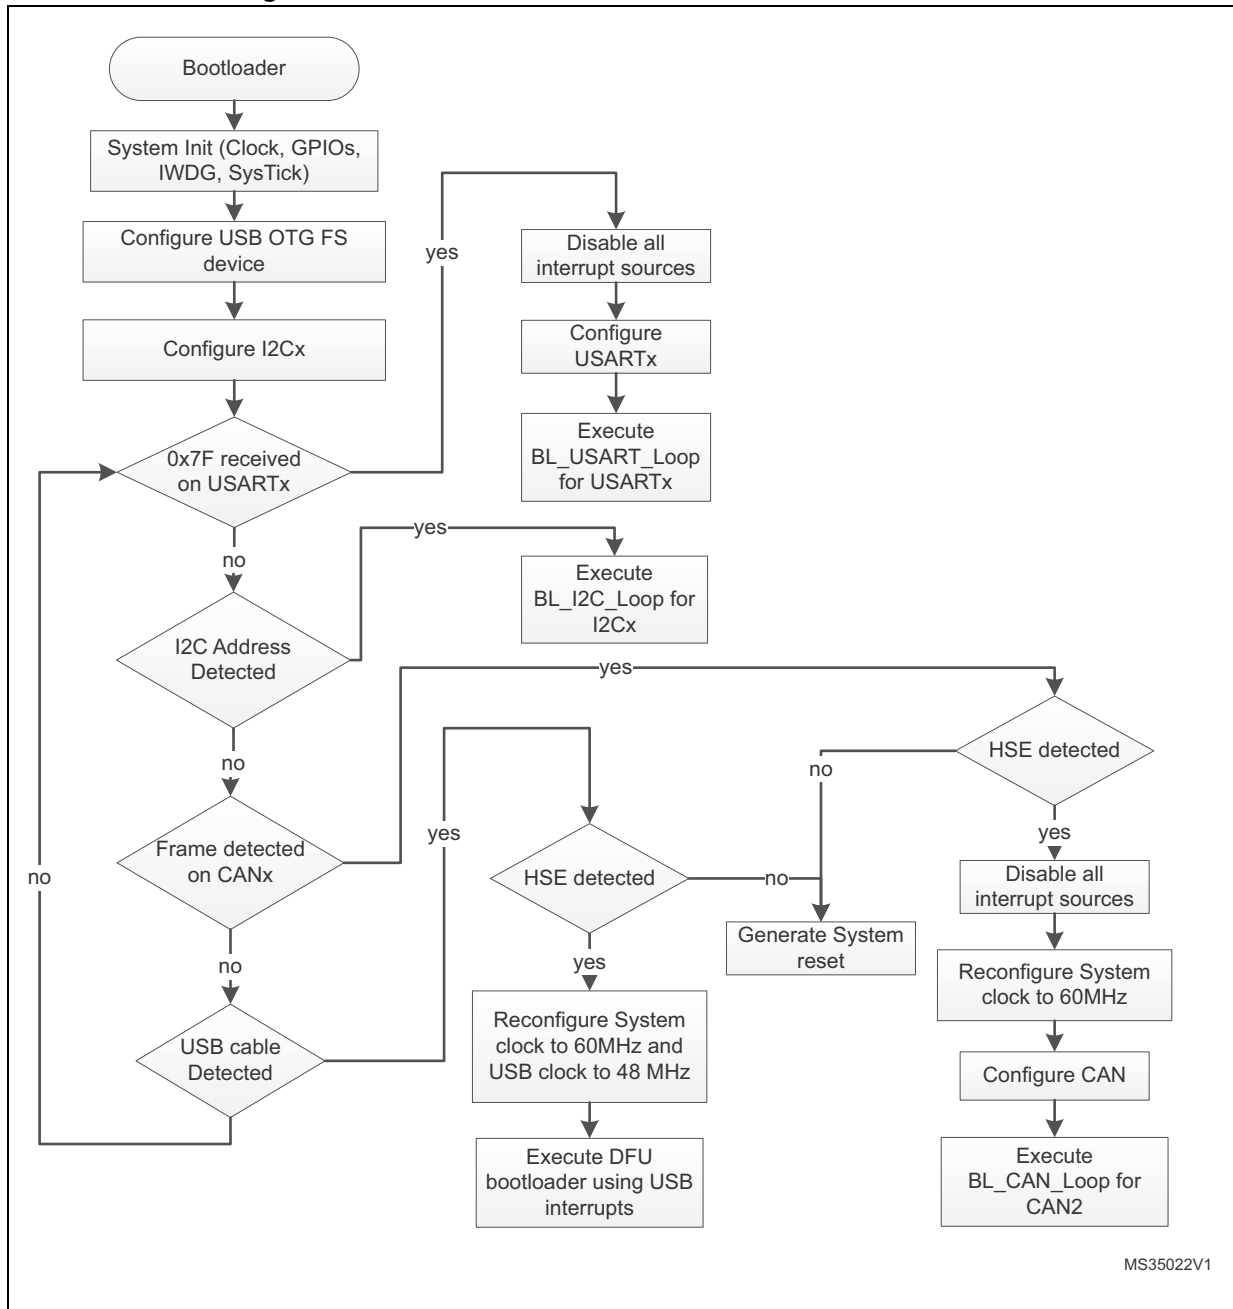 Bootloader
System Init (Clock, GPIOs,
IWDG, SysTick)
Configure USB OTG FS
device
Configure I2Cx
0x7F received
on USARTx
yes
Disable all
interrupt sources
Configure
USARTx
Execute
BL_USART_Loop
for USARTx
no
I2C Address
Detected
yes
Execute
BL_I2C_Loop for
I2Cx
no
Frame detected
on CANx
yes
HSE detected
no
yes
Disable all
interrupt sources
Reconfigure System
clock to 60MHz
Configure CAN
Execute
BL_CAN_Loop for
CAN2
no
USB cable
Detected
no
yes
HSE detected
no
Generate System
reset
yes
Reconfigure System
clock to 60MHz and
USB clock to 48 MHz
Execute DFU
bootloader using USB
interrupts
MS35022V1